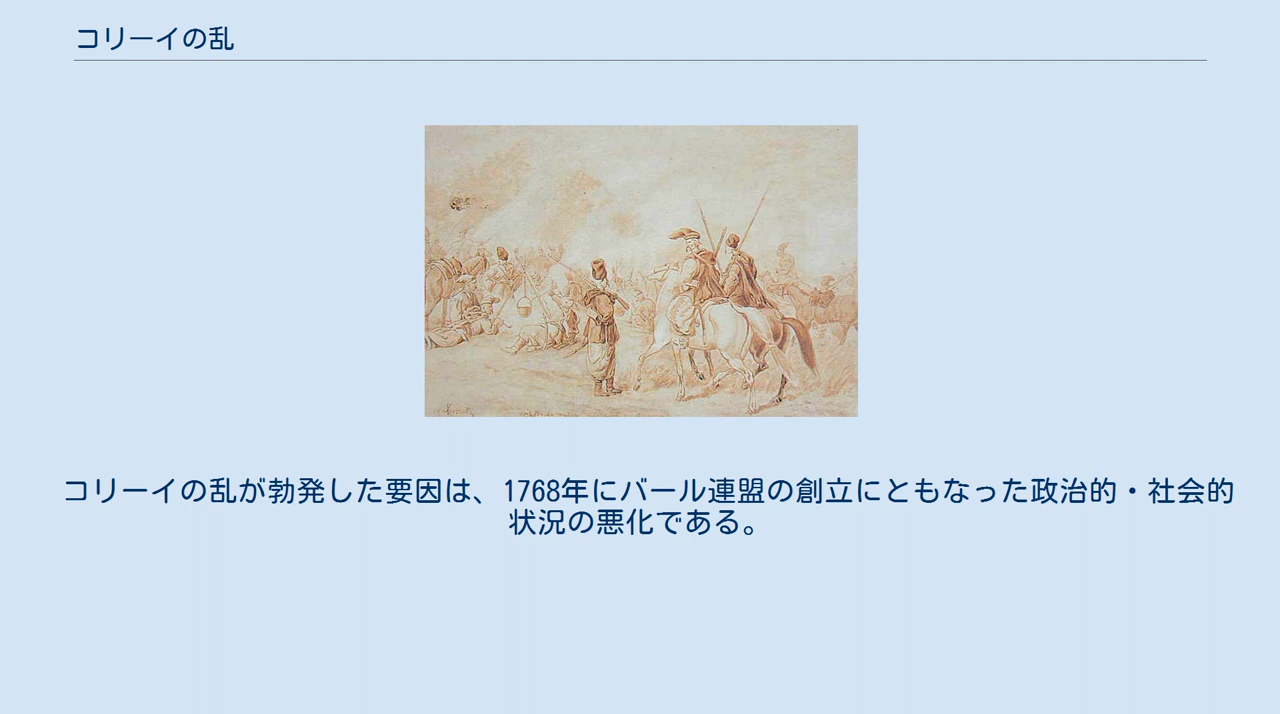 コリーイの乱
コリーイの乱が勃発した要因は、1768年にバール連盟の創立にともなった政治的・社会的
状況の悪化である。